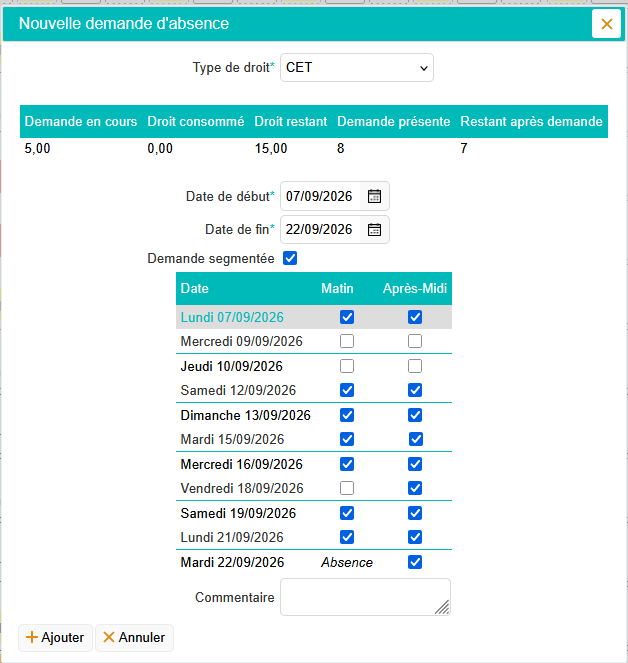 Nouvelle demande d'absence
Type de droit* CET
Demande en cours Droit consommé Droit restant Demande présente Restant après demande
5,00 0,00 15,00 8 7
Date de début* 07/09/2026
Date de fin* 22/09/2026
Demande segmentée
Date Matin Après-Midi
Lundi 07/09/2026
Mercredi 09/09/2026
Jeudi 10/09/2026
Samedi 12/09/2026
Dimanche 13/09/2026
Mardi 15/09/2026
Mercredi 16/09/2026
Vendredi 18/09/2026
Samedi 19/09/2026
Lundi 21/09/2026
Mardi 22/09/2026 Absence
Commentaire
Ajouter Annuler